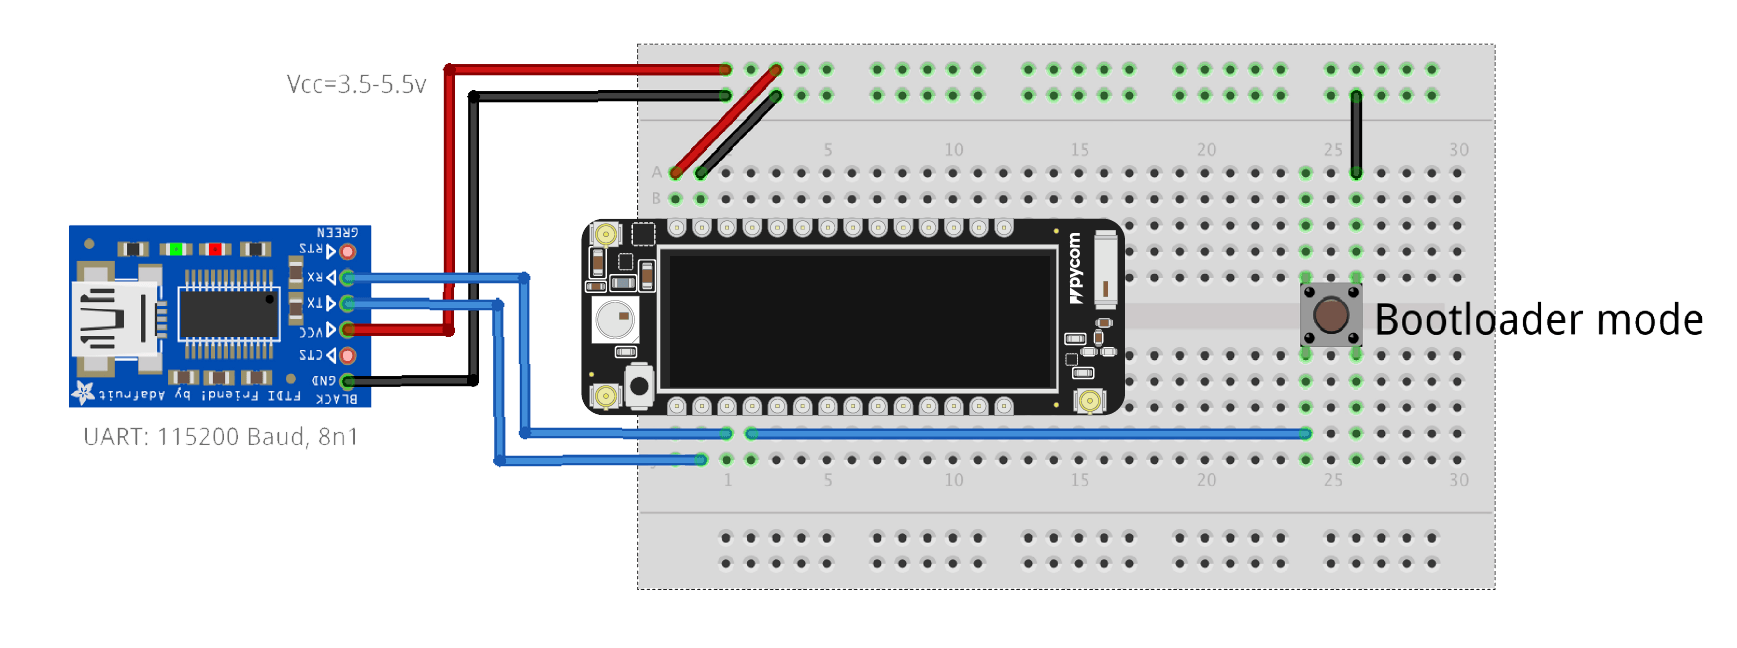 Vcc=3.5-5.5v
GREEN
RTS
RX
TX
VCC
CTS
GND
BLACK
FTDI Friend! by Adafruit
UART: 115200 Baud, 8n1
5 10 15 20 25 30
A
B
pycom
Bootloader mode
1 5 10 15 20 25 30